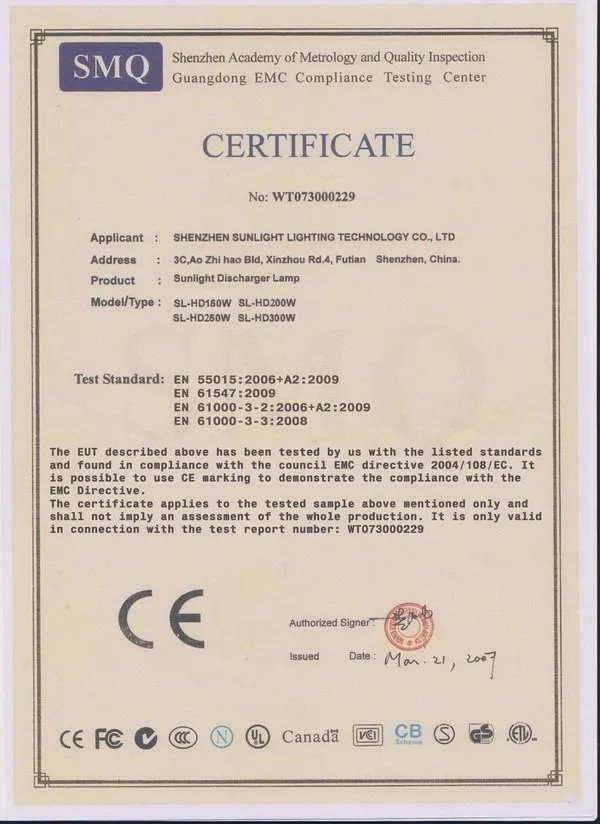 SMQ
Shenzhen Academy of Metrology and Quality Inspection
Guangdong EMC Compliance Testing Center
CERTIFICATE
No: WT073000229
Applicant : SHENZHEN SUNLIGHT LIGHTING TECHNOLOGY CO., LTD
Address : 3C,Ao Zhi hao Bld, Xinzhou Rd.4, Futian Shenzhen, China.
Product : Sunlight Discharger Lamp
Model/Type : SL-HD150W SL-HD200W
SL-HD250W SL-HD300W
Test Standard: EN 55015:2006+A2:2009
EN 61547:2009
EN 61000-3-2:2006+A2:2009
EN 61000-3-3:2008
The EUT described above has been tested by us with the listed standards
and found in compliance with the council EMC directive 2004/108/EC. It
is possible to use CE marking to demonstrate the compliance with the
EMC Directive.
The certificate applies to the tested sample above mentioned only and
shall not imply an assessment of the whole production. It is only valid
in connection with the test report number: WT073000229
CE
Authorized Signer:
Issued Date: Mar. 21, 2007
CE FC CCC N UL Canada VCI CB Scheme S GS ETL